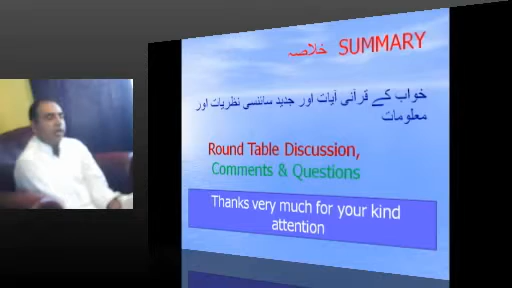 خلاصہ SUMMARY
خواب کے قرآنی آیات اور جدید سائنسی نظریات اور
معلومات
Round Table Discussion,
Comments & Questions
Thanks very much for your kind
attention